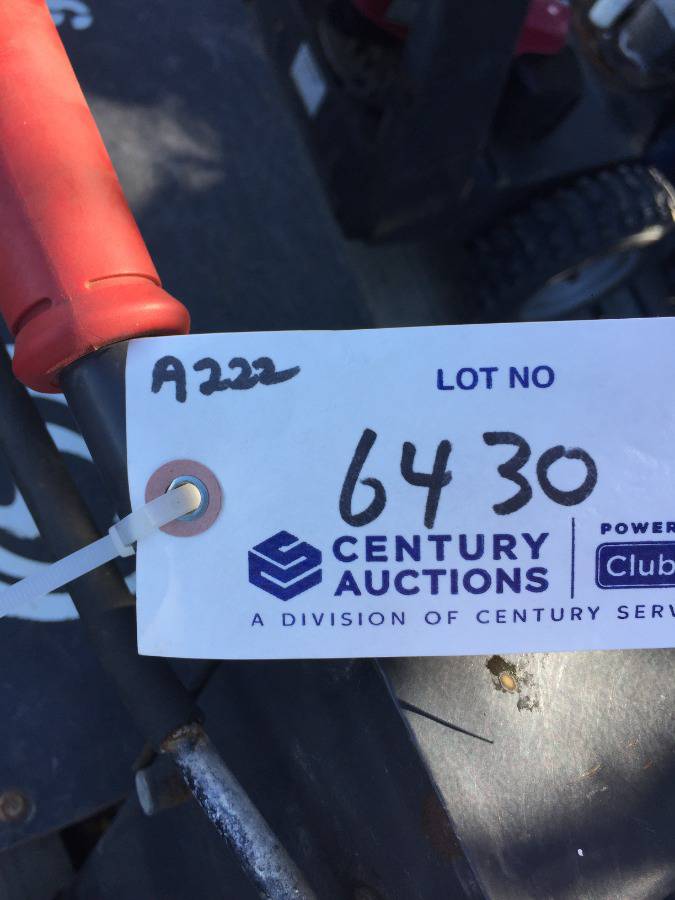 A222
LOT NO
6430
CENTURY
AUCTIONS
POWER
Club
A DIVISION OF CENTURY SERV